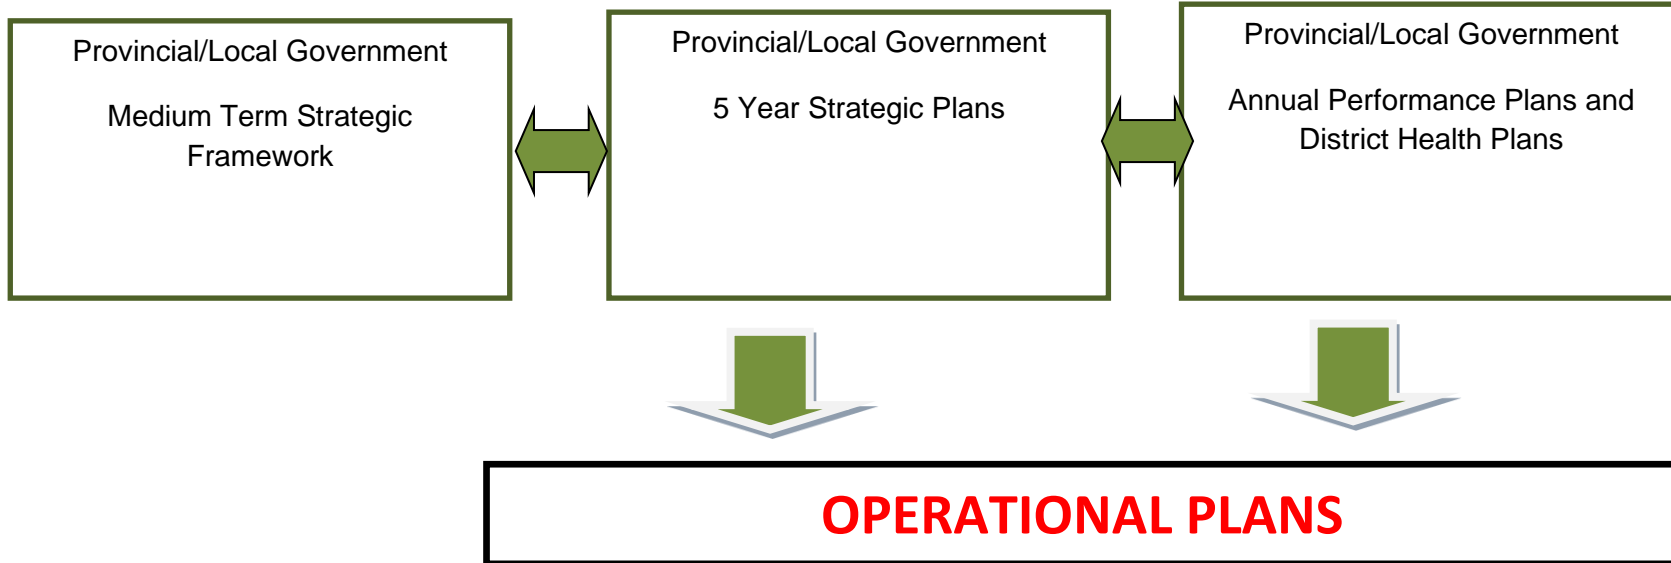 Provincial/Local Government
Medium Term Strategic
Framework
Provincial/Local Government
5 Year Strategic Plans
Provincial/Local Government
Annual Performance Plans and
District Health Plans
OPERATIONAL PLANS